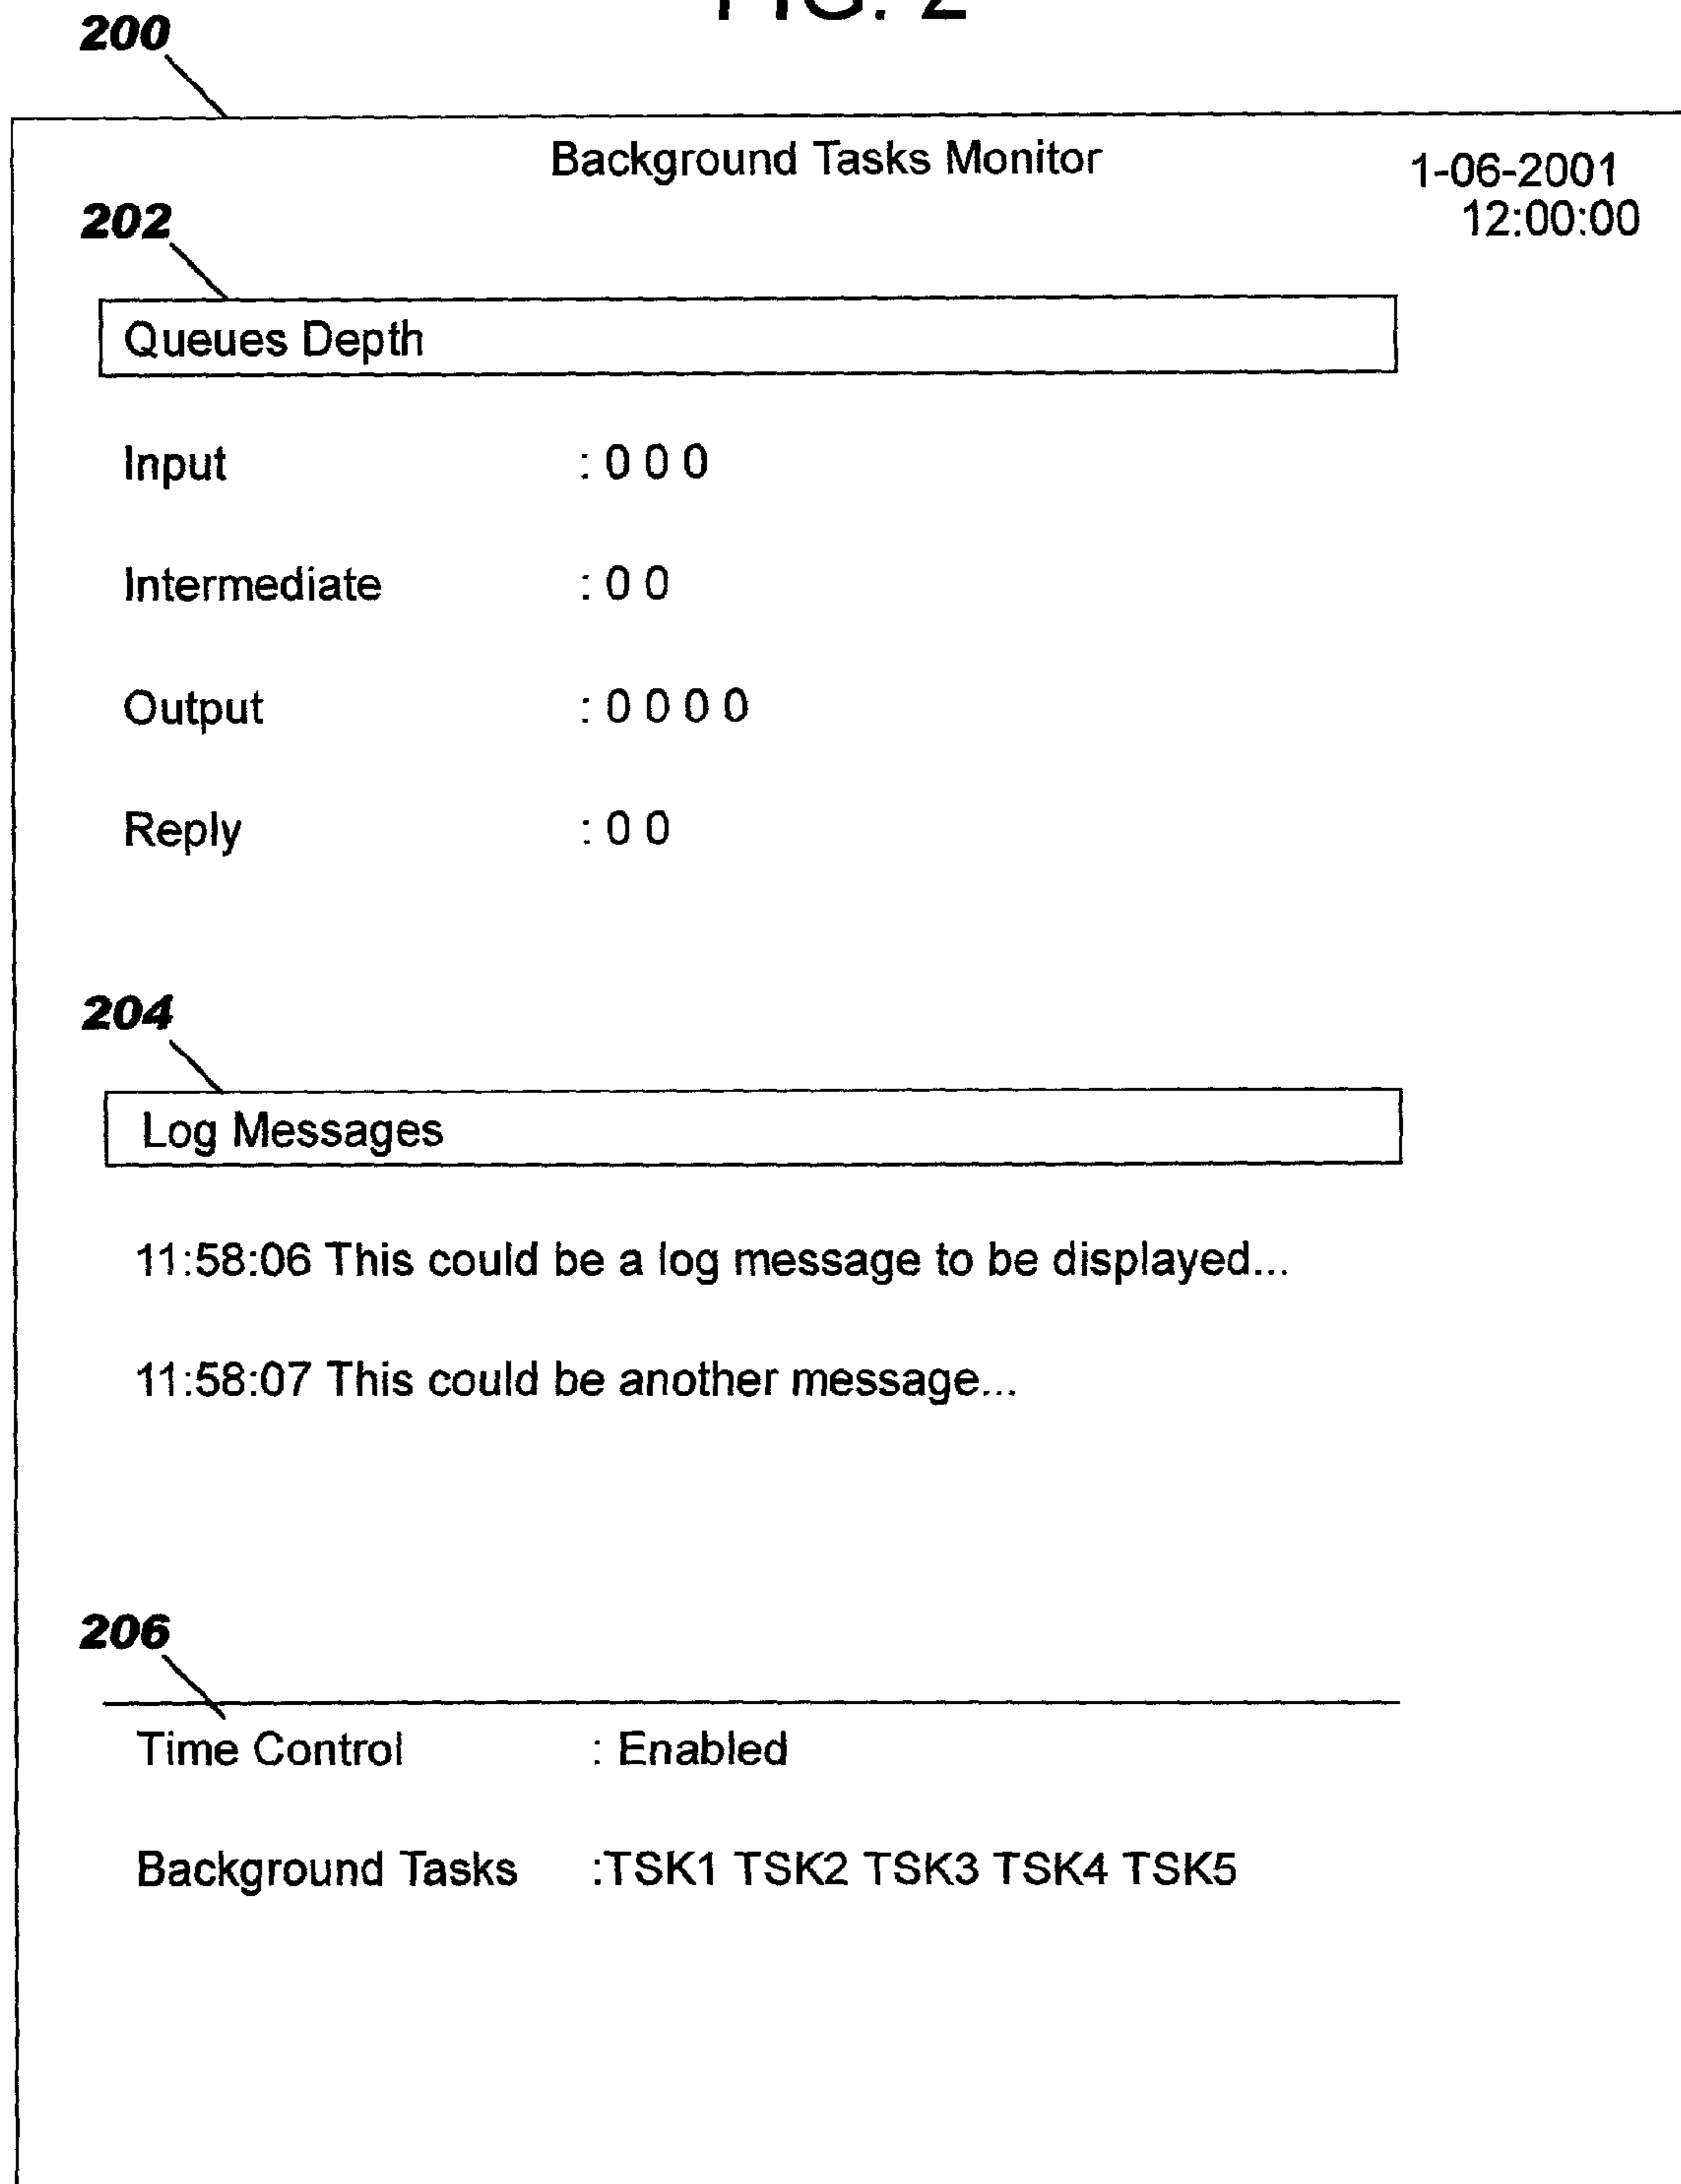 FIG. 2
200
Background Tasks Monitor
1-06-2001
12:00:00
202
Queues Depth
Input : 0 0 0
Intermediate : 0 0
Output : 0 0 0 0
Reply : 0 0
204
Log Messages
11:58:06 This could be a log message to be displayed...
11:58:07 This could be another message...
206
Time Control : Enabled
Background Tasks :TSK1 TSK2 TSK3 TSK4 TSK5